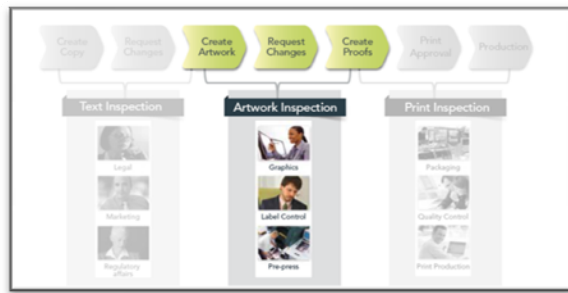 Create
Copy
Request
Changes
Create
Artwork
Request
Changes
Create
Proofs
Print
Approval
Production
Text Inspection
Artwork Inspection
Print Inspection
Legal
Marketing
Regulatory
affairs
Graphics
Label Control
Pre-press
Packaging
Quality Control
Print Production